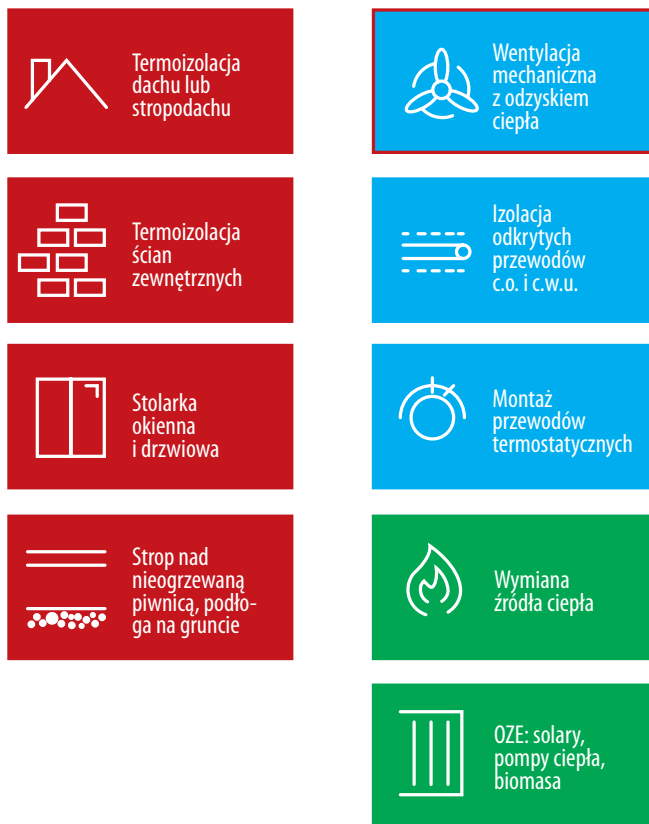 Termoizolacja
dachu lub
stropodachu
Termoizolacja
ścian
zewnętrznych
Stolarka
okienna
i drzwiowa
Strop nad
nieogrzewaną
piwnicą, podło-
ga na gruncie
Wentylacja
mechaniczna
z odzyskiem
ciepła
Izolacja
odkrytych
przewodów
c.o. i c.w.u.
Montaż
przewodów
termostatycznych
Wymiana
źródła ciepła
OZE: solary,
pompy ciepła,
biomasa